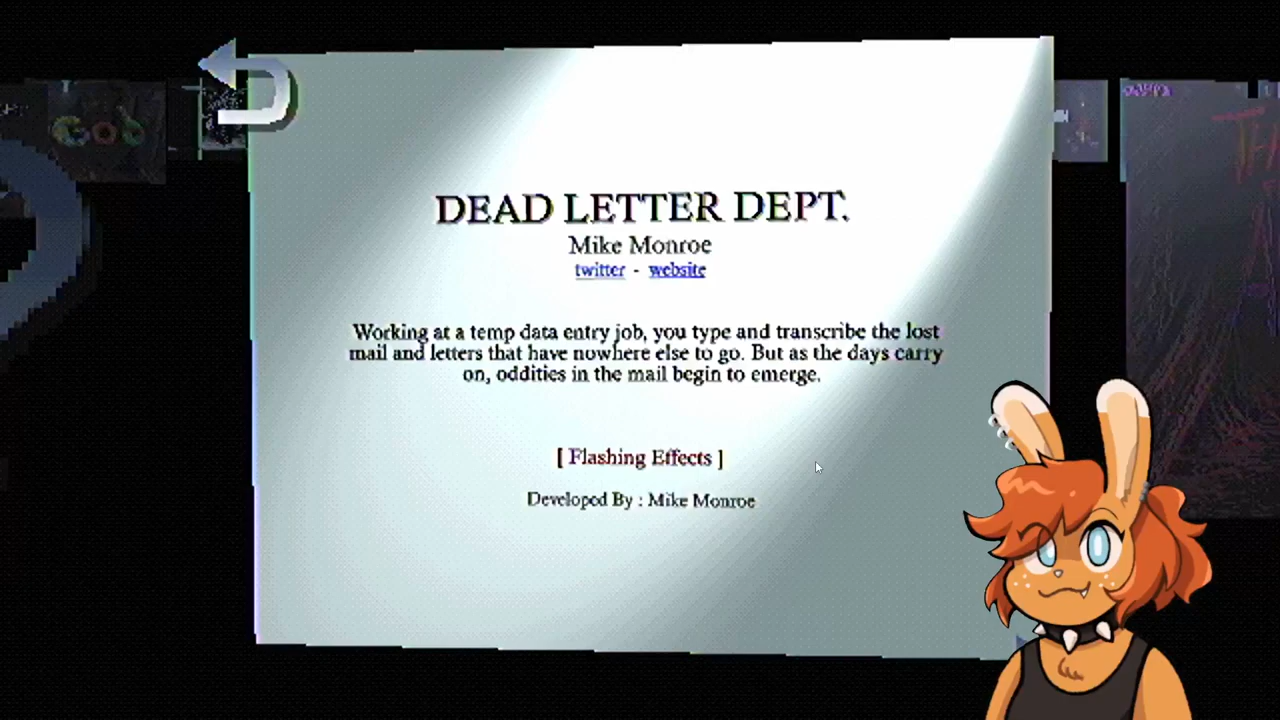 God
DEAD LETTER DEPT.
Mike Monroe
twitter - website
Working at a temp data entry job, you type and transcribe the lost
mail and letters that have nowhere else to go. But as the days carry
on, oddities in the mail begin to emerge.
[ Flashing Effects ]
Developed By : Mike Monroe